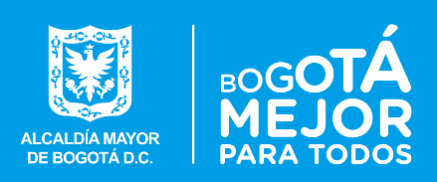 ALCALDÍA MAYOR
DE BOGOTÁ D.C.
BOGOTÁ
MEJOR
PARA TODOS